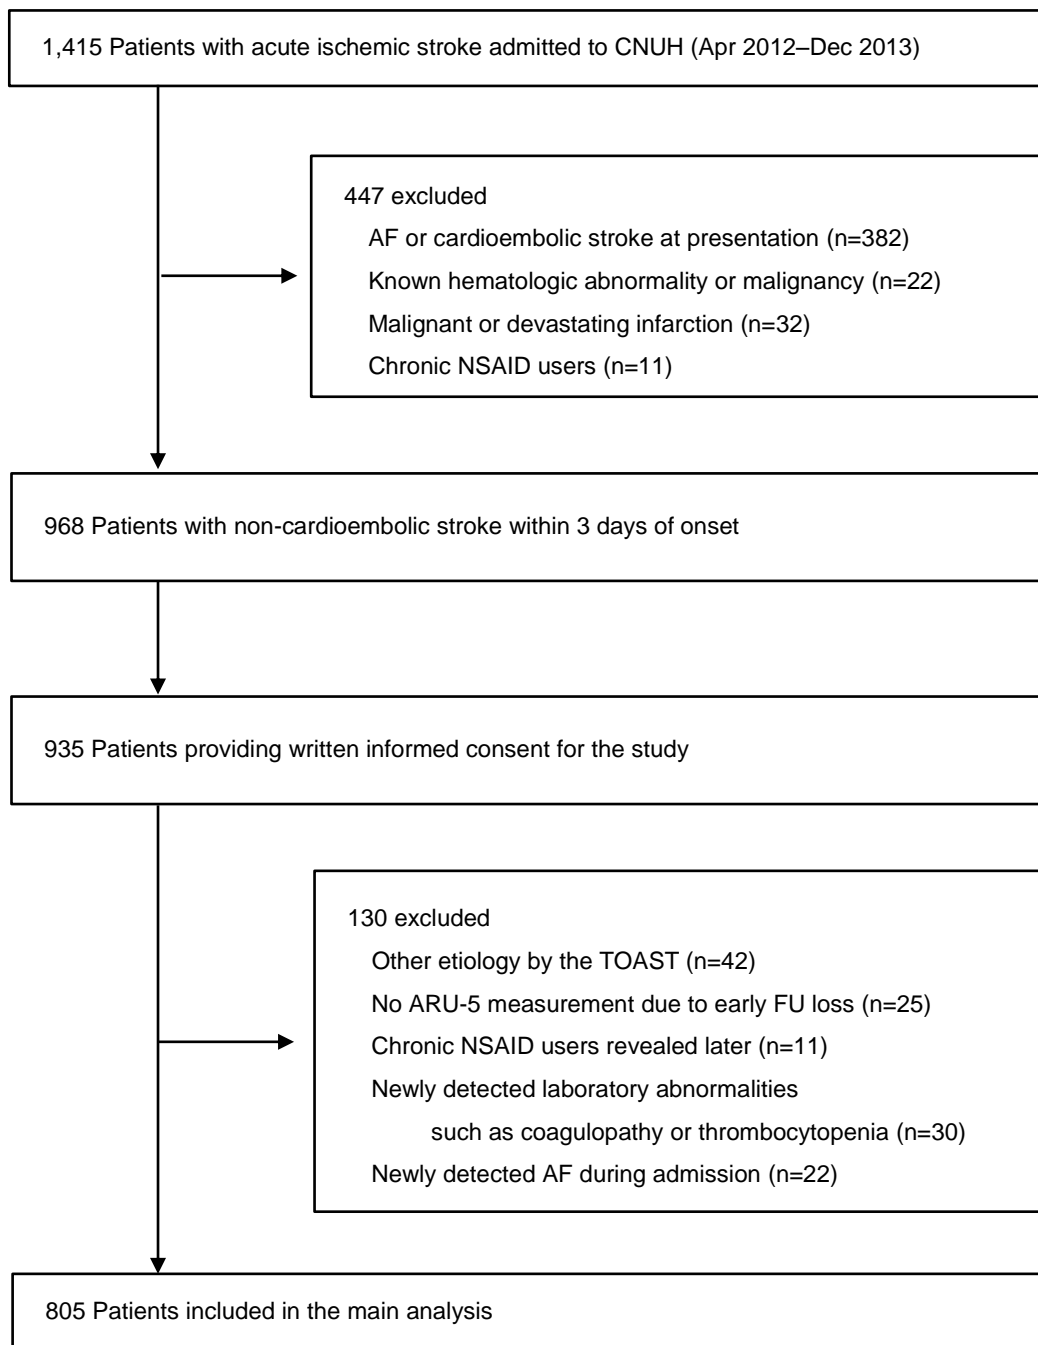 1,415 Patients with acute ischemic stroke admitted to CNUH (Apr 2012–Dec 2013)
447 excluded
AF or cardioembolic stroke at presentation (n=382)
Known hematologic abnormality or malignancy (n=22)
Malignant or devastating infarction (n=32)
Chronic NSAID users (n=11)
968 Patients with non-cardioembolic stroke within 3 days of onset
935 Patients providing written informed consent for the study
130 excluded
Other etiology by the TOAST (n=42)
No ARU-5 measurement due to early FU loss (n=25)
Chronic NSAID users revealed later (n=11)
Newly detected laboratory abnormalities
such as coagulopathy or thrombocytopenia (n=30)
Newly detected AF during admission (n=22)
805 Patients included in the main analysis